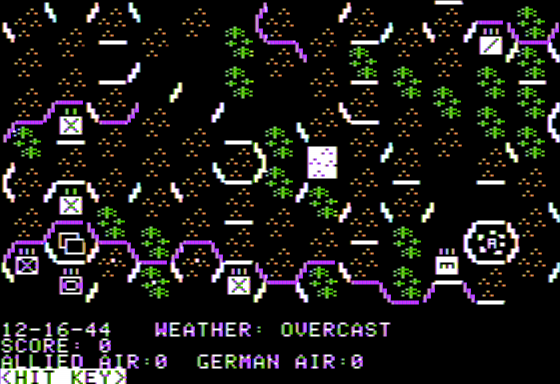 A
E
12-16-44 WEATHER: OVERCAST
SCORE: 0
ALLIED AIR:0 GERMAN AIR:0
<HIT KEY>